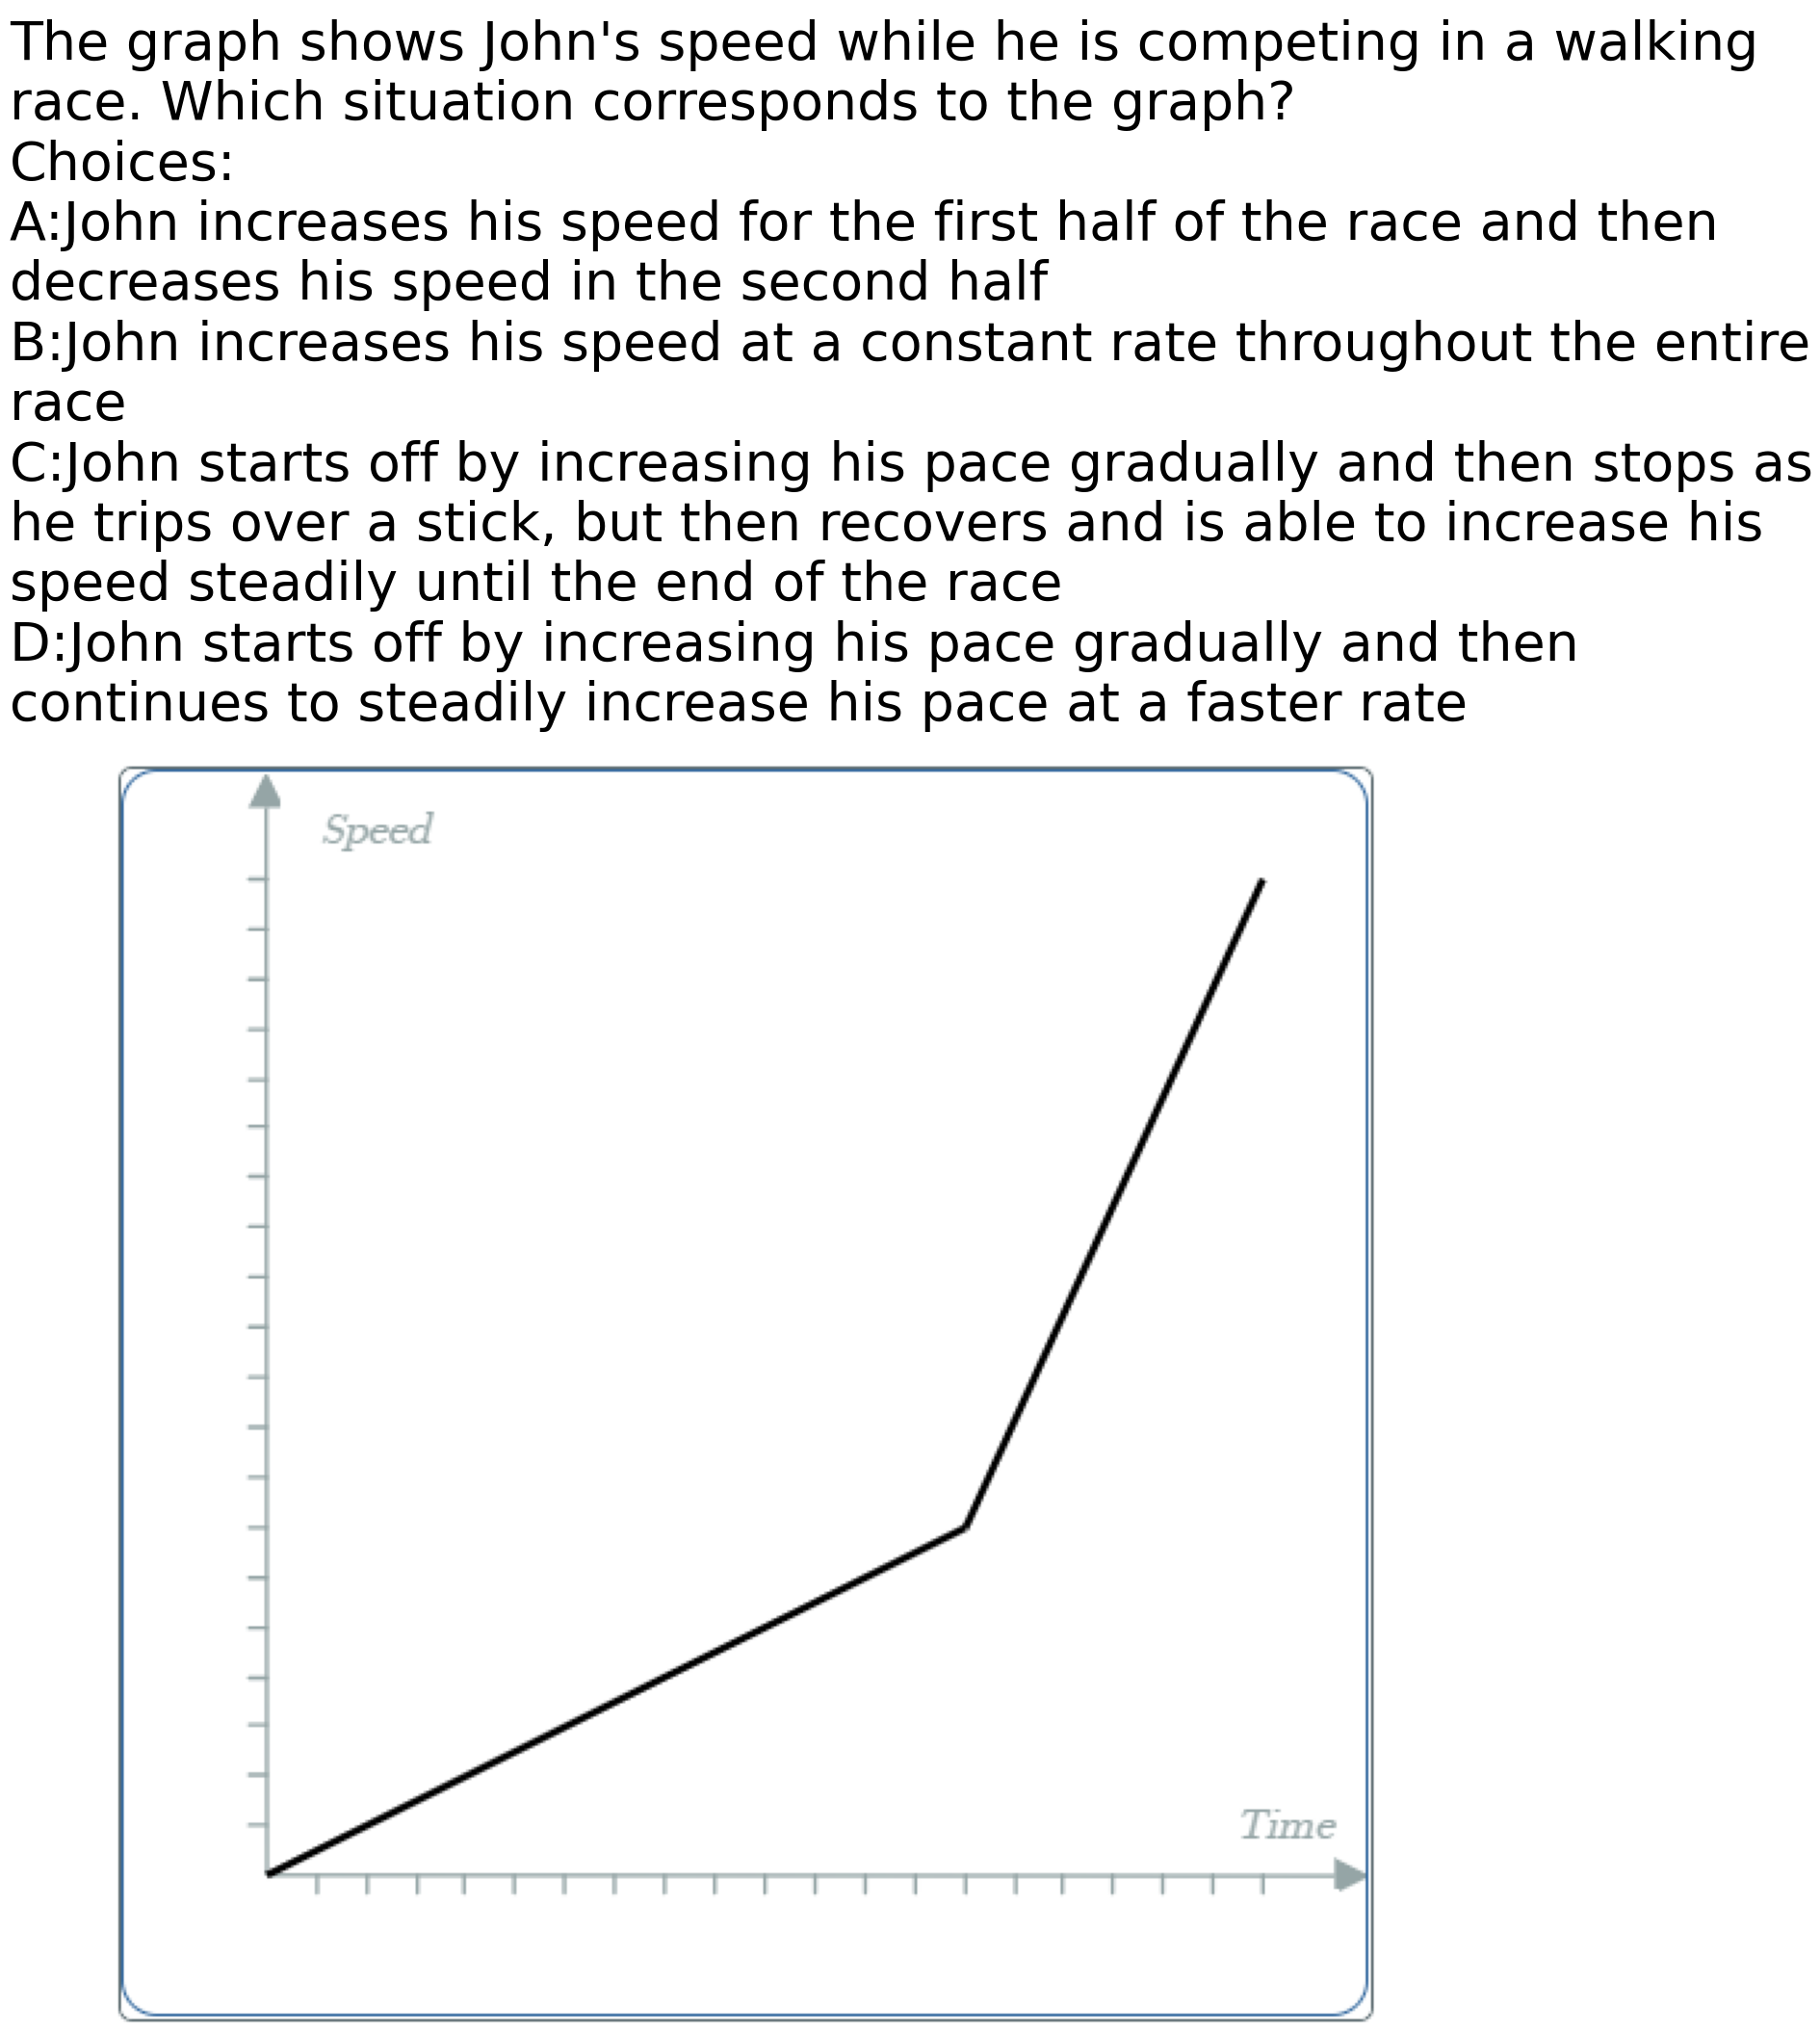 The graph shows John's speed while he is competing in a walking
race. Which situation corresponds to the graph?
Choices:
A:John increases his speed for the first half of the race and then
decreases his speed in the second half
B:John increases his speed at a constant rate throughout the entire
race
C:John starts off by increasing his pace gradually and then stops as
he trips over a stick, but then recovers and is able to increase his
speed steadily until the end of the race
D:John starts off by increasing his pace gradually and then
continues to steadily increase his pace at a faster rate
Speed
Time